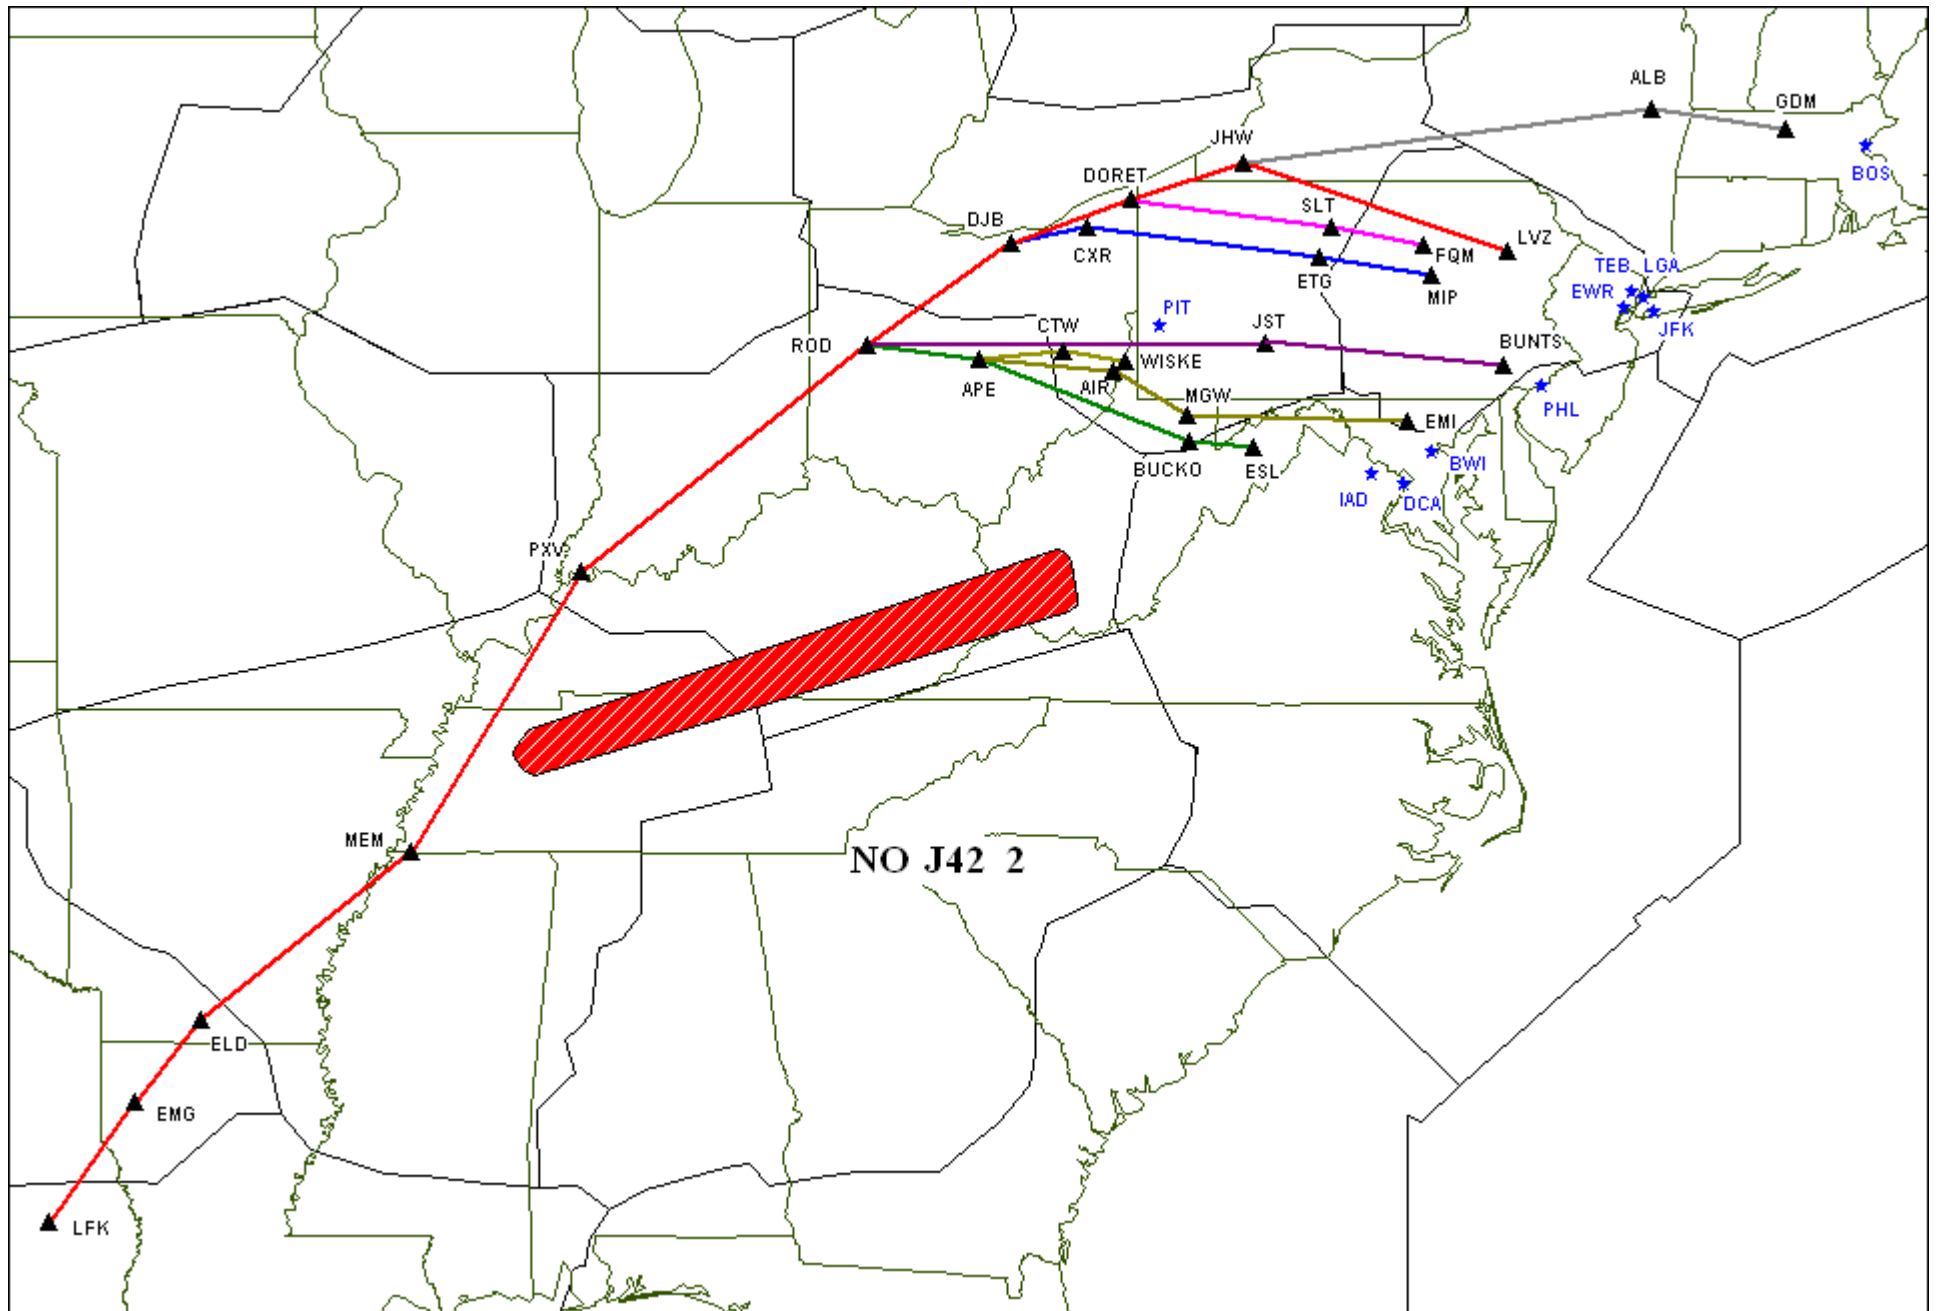 ALB
GDM
JHW
BOS
DORET
SLT
DJB
LVZ
CXR
FQM
TEB
LGA
ETG
EWR
MIP
PIT
CTW
JST
JFK
ROD
BUNTS
WISKE
APE
AIR
MGW
PHL
EMI
BUCKO
ESL
BWI
IAD
DCA
PXV
MEM
NO J42 2
ELD
EMG
LFK